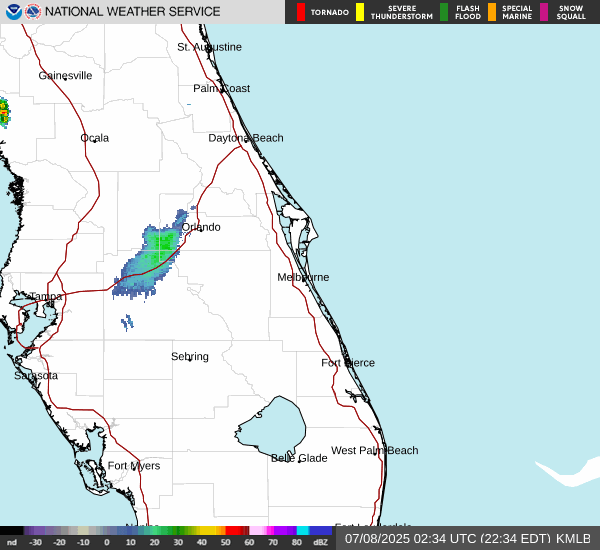 NATIONAL WEATHER SERVICE
TORNADO
SEVERE
THUNDERSTORM
FLASH
FLOOD
SPECIAL
MARINE
SNOW
SQUALL
St. Augustine
Gainesville
Palm Coast
Ocala
Daytona Beach
Orlando
Melbourne
Tampa
Sebring
Fort Pierce
Sarasota
West Palm Beach
Belle Glade
Fort Myers
nd -30 -20 -10 0 10 20 30 40 50 60 70 80 dBZ
07/08/2025 02:34 UTC (22:34 EDT) KMLB